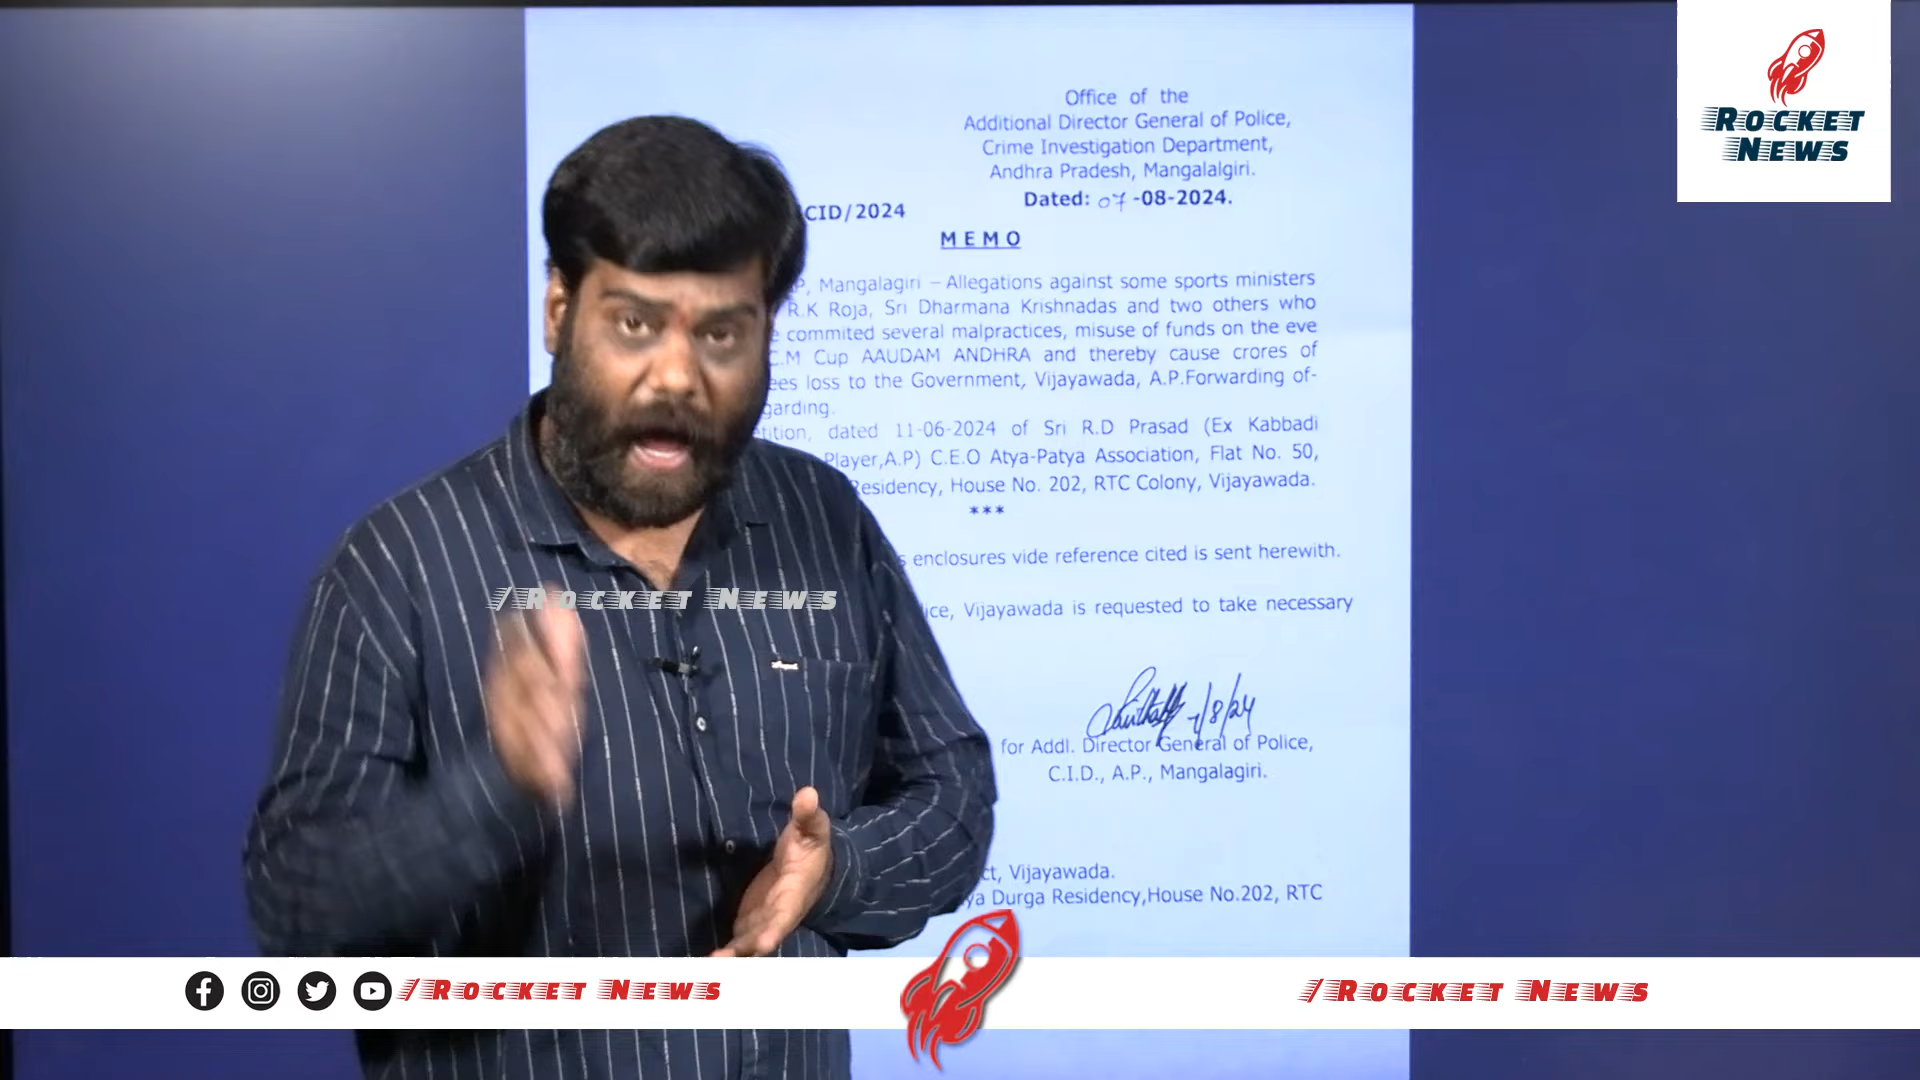 ROCKET
NEWS
Office of the
Additional Director General of Police,
Crime Investigation Department,
Andhra Pradesh, Mangalalgiri.
CID/2024
Dated: 07-08-2024.
MEMO
P, Mangalagiri – Allegations against some sports ministers
R.K Roja, Sri Dharmana Krishnadas and two others who
e commited several malpractices, misuse of funds on the eve
C.M Cup AAUDAM ANDHRA and thereby cause crores of
ees loss to the Government, Vijayawada, A.P.Forwarding of-
garding.
etition, dated 11-06-2024 of Sri R.D Prasad (Ex Kabbadi
Player,A.P) C.E.O Atya-Patya Association, Flat No. 50,
Residency, House No. 202, RTC Colony, Vijayawada.
***
s enclosures vide reference cited is sent herewith.
/ROCKET NEWS
lice, Vijayawada is requested to take necessary
7/8/24
for Addl. Director General of Police,
C.I.D., A.P., Mangalagiri.
ct, Vijayawada.
ya Durga Residency,House No.202, RTC
/ROCKET NEWS
/ROCKET NEWS